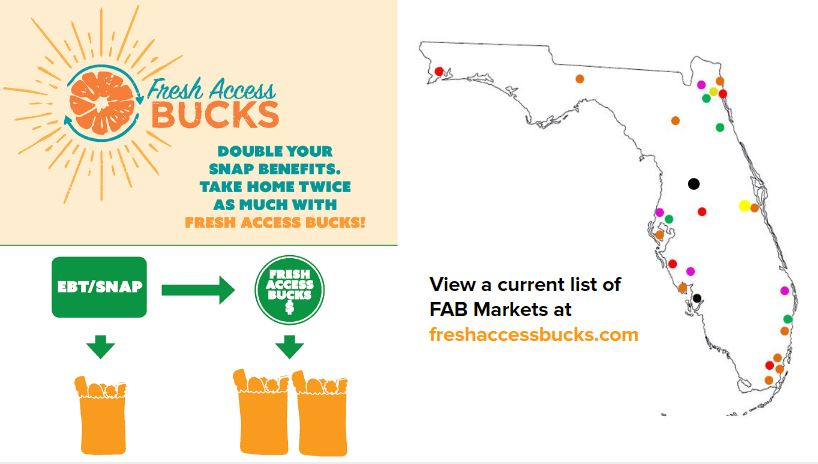 Fresh Access
BUCKS
DOUBLE YOUR
SNAP BENEFITS.
TAKE HOME TWICE
AS MUCH WITH
FRESH ACCESS BUCKS!
EBT/SNAP
FRESH
ACCESS
BUCKS
$
View a current list of
FAB Markets at
freshaccessbucks.com